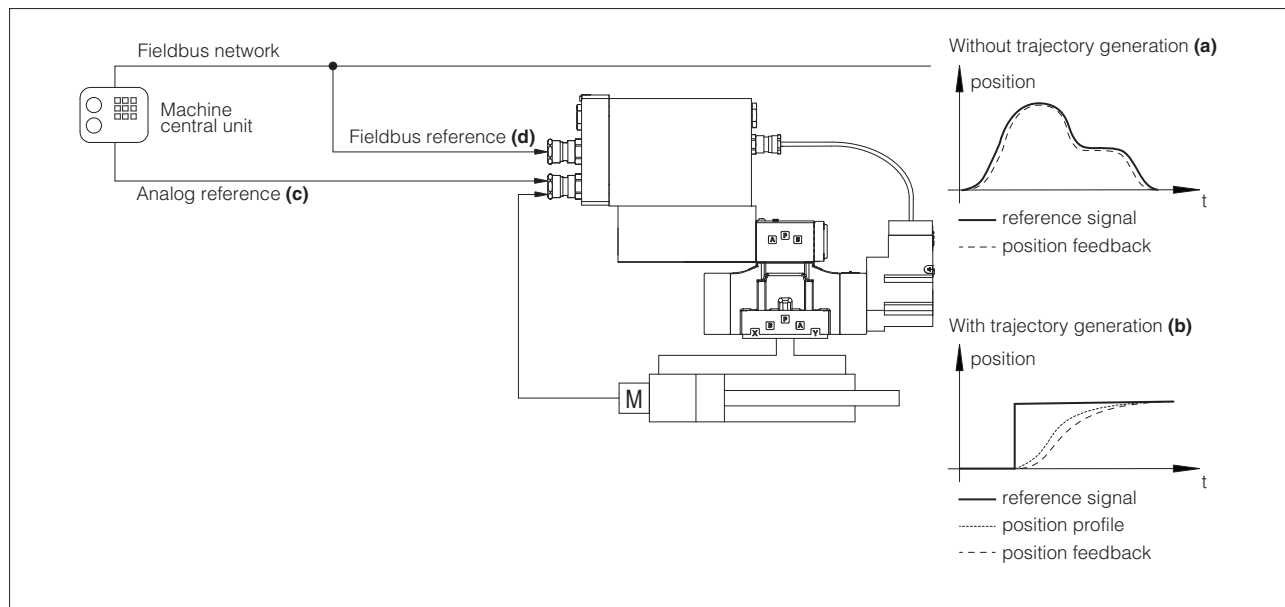 Fieldbus network
Machine
central unit
Fieldbus reference (d)
Analog reference (c)
A P B
B P A
X Y
M
Without trajectory generation (a)
position
t
reference signal
position feedback
With trajectory generation (b)
position
t
reference signal
position profile
position feedback